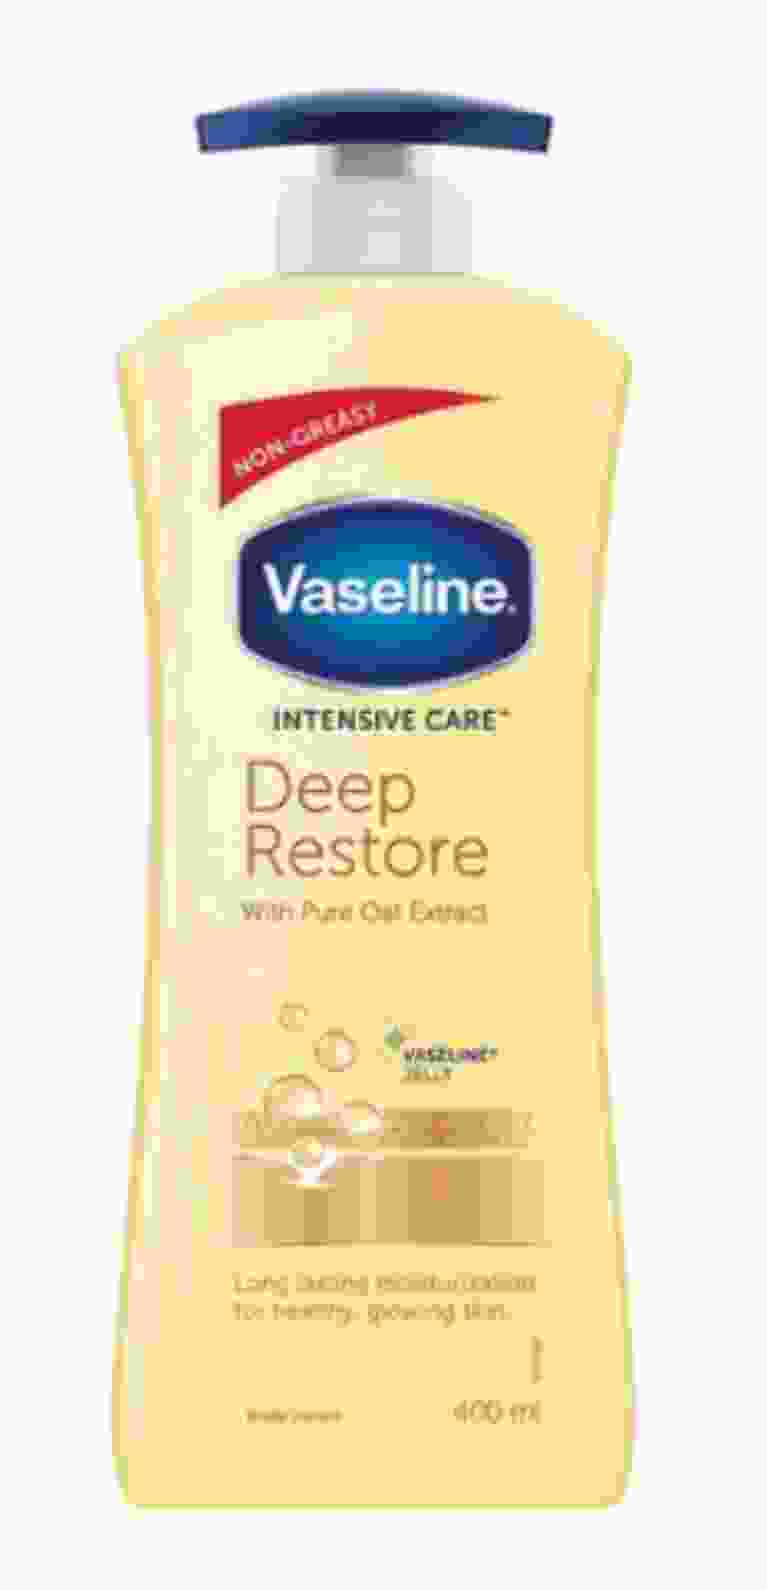 NON-GREASY
Vaseline.
INTENSIVE CARE™
Deep
Restore
With Pure Oat Extract
VASELINE®
JELLY
Long lasting moisturization
for healthy, glowing skin.
400 ml